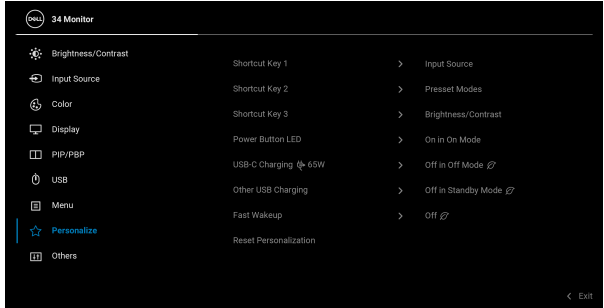 DELL 34 Monitor
Brightness/Contrast
Input Source
Color
Display
PIP/PBP
USB
Menu
Personalize
Others
Shortcut Key 1 > Input Source
Shortcut Key 2 > Presset Modes
Shortcut Key 3 > Brightness/Contrast
Power Button LED > On in On Mode
USB-C Charging 65W > Off in Off Mode
Other USB Charging > Off in Standby Mode
Fast Wakeup > Off
Reset Personalization
< Exit